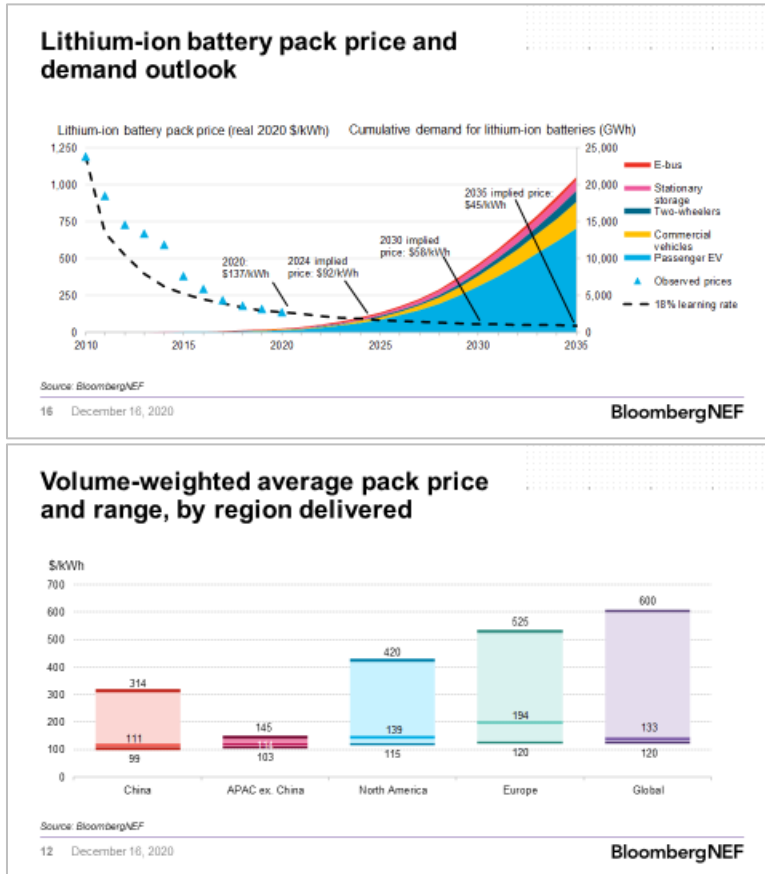 Lithium-ion battery pack price and
demand outlook
Lithium-ion battery pack price (real 2020 $/kWh)
Cumulative demand for lithium-ion batteries (GWh)
1,250
1,000
750
500
250
0
25,000
20,000
15,000
10,000
5,000
0
2010
2015
2020
2025
2030
2035
2020:
$137/kWh
2024 implied
price: $92/kWh
2030 implied
price: $58/kWh
2035 implied price:
$45/kWh
E-bus
Stationary
storage
Two-wheelers
Commercial
vehicles
Passenger EV
Observed prices
18% learning rate
Source: BloombergNEF
16 December 16, 2020
BloombergNEF
Volume-weighted average pack price
and range, by region delivered
$/kWh
700
600
500
400
300
200
100
0
314
111
99
145
103
420
139
115
525
194
120
600
133
120
China
APAC ex. China
North America
Europe
Global
Source: BloombergNEF
12 December 16, 2020
BloombergNEF